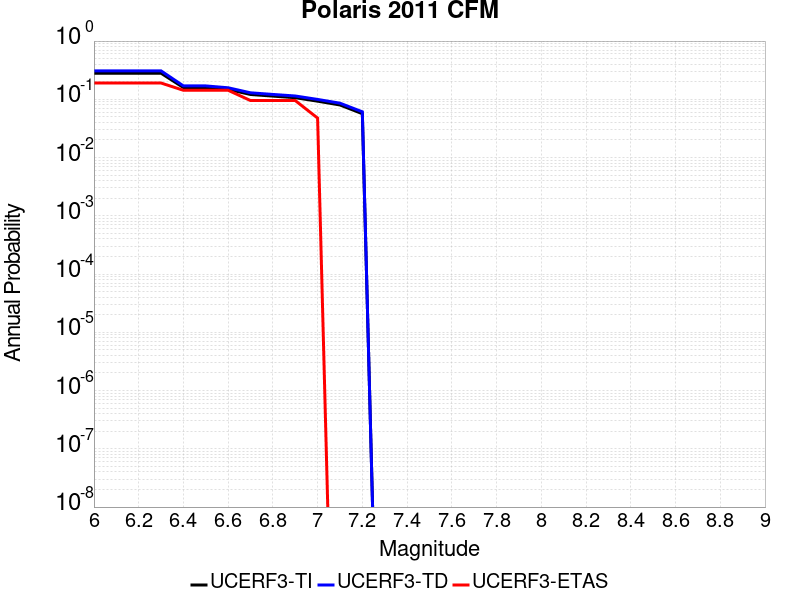 Polaris 2011 CFM
Annual Probability
10^0
10^-1
10^-2
10^-3
10^-4
10^-5
10^-6
10^-7
10^-8
6 6.2 6.4 6.6 6.8 7 7.2 7.4 7.6 7.8 8 8.2 8.4 8.6 8.8 9
Magnitude
UCERF3-TI UCERF3-TD UCERF3-ETAS